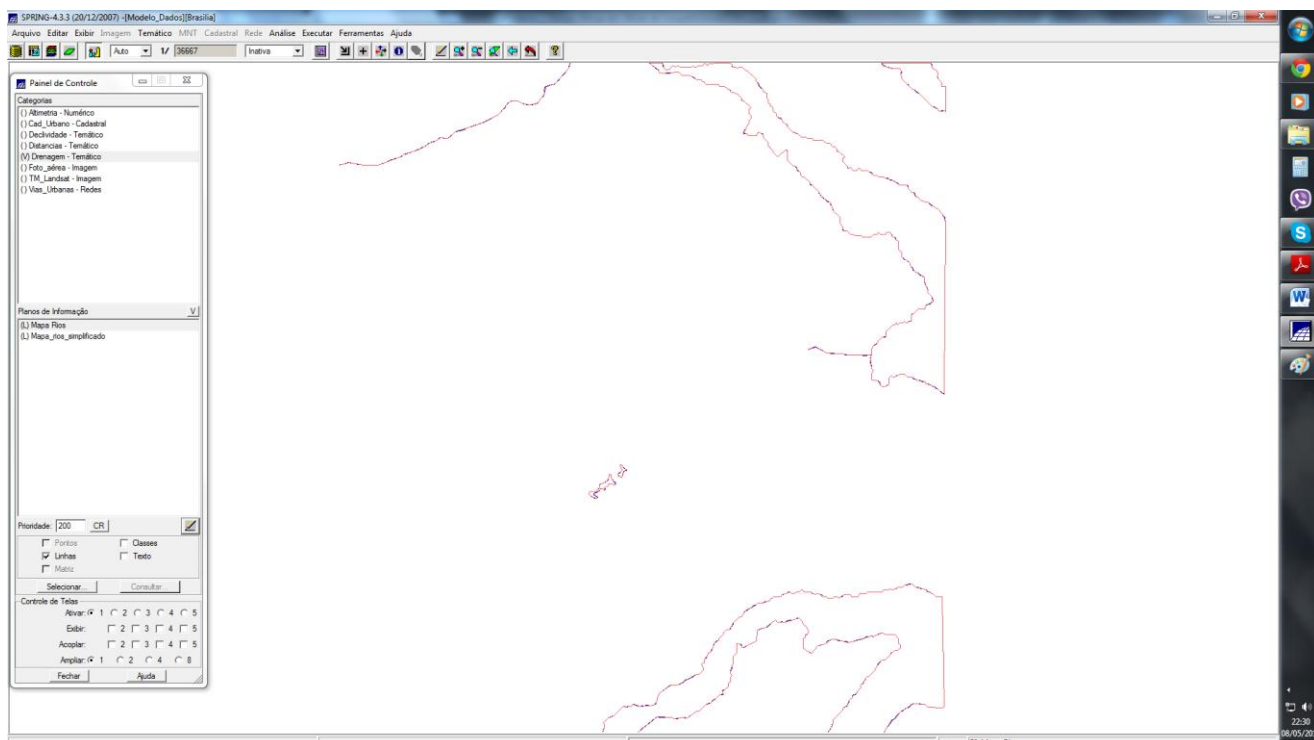 SPRING-4.3.3 (20/12/2007) -[Modelo_Dados][Brasilia]
Arquivo Editar Exibir Imagem Temático MNT Cadastral Rede Análise Executar Ferramentas Ajuda
Auto 1/ 36667 Inativa
Painel de Controle
Categorias
( ) Altimetria - Numérico
( ) Cad_Urbano - Cadastral
( ) Declividade - Temático
( ) Distancias - Temático
(V) Drenagem - Temático
( ) Foto_aérea - Imagem
( ) TM_Landsat - Imagem
( ) Vias_Urbanas - Redes
Planos de Informação V
(L) Mapa Rios
(L) Mapa_rios_simplificado
Prioridade: 200 CR
Pontos Classes
Linhas Texto
Matriz
Selecionar... Consultar...
Controle de Telas
Ativar: 1 2 3 4 5
Exibir: 2 3 4 5
Acoplar: 2 3 4 5
Ampliar: 1 2 4 8
Fechar Ajuda
22:30
08/05/20